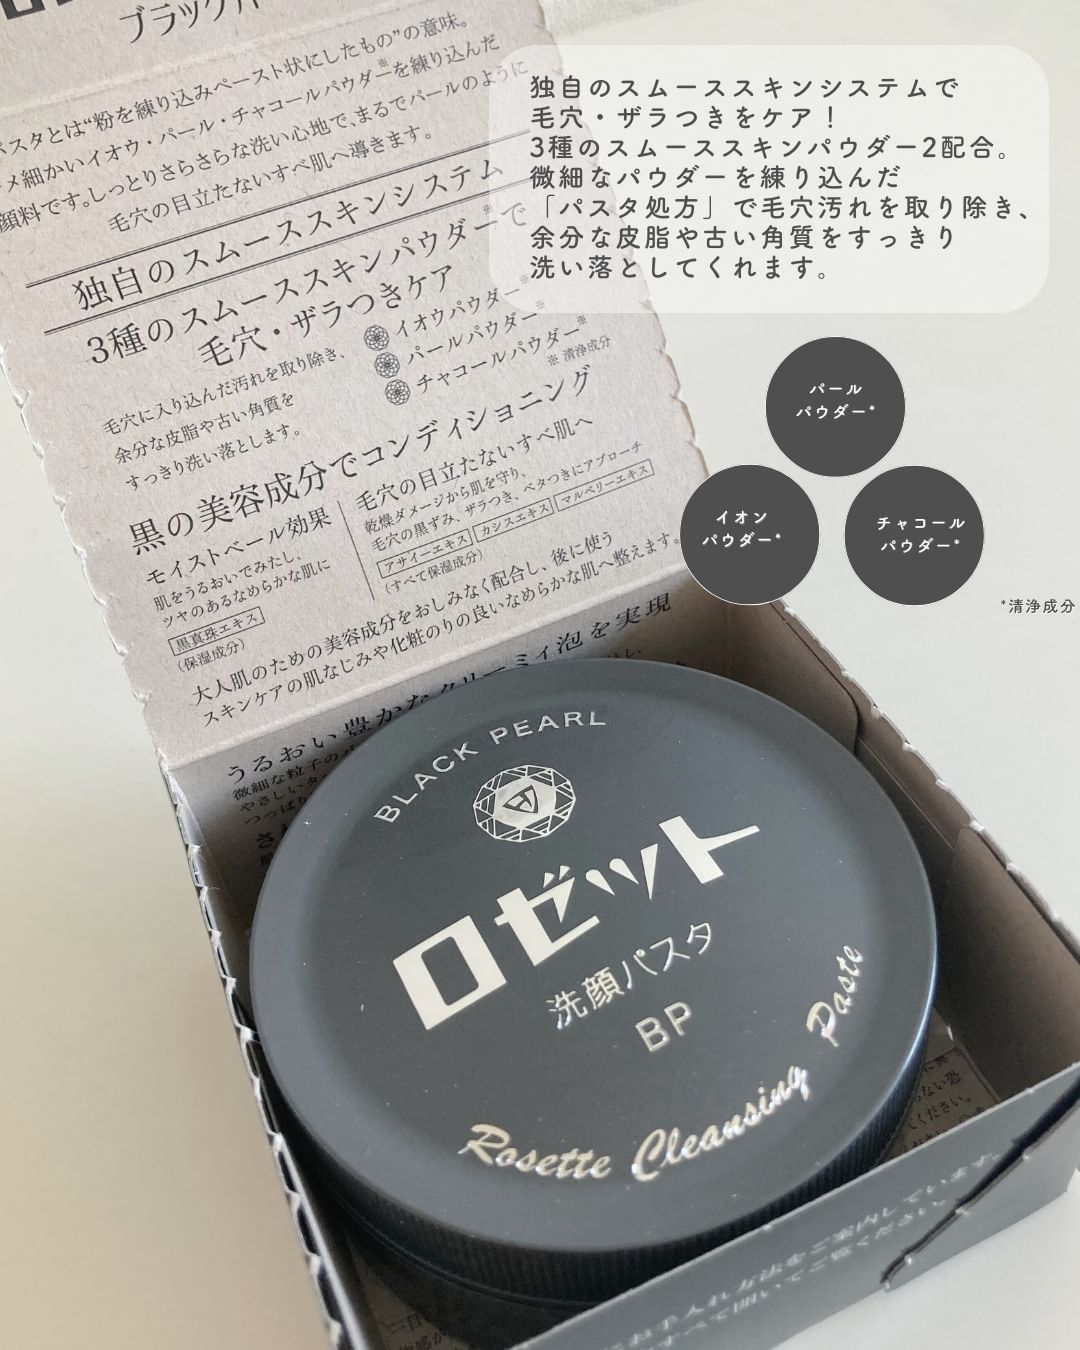 独自のスムーススキンシステムで
毛穴・ザラつきをケア！
3種のスムーススキンパウダー2配合。
微細なパウダーを練り込んだ
「パスタ処方」で毛穴汚れを取り除き、
余分な皮脂や古い角質をすっきり
洗い落としてくれます。
パール
パウダー*
イオン
パウダー*
チャコール
パウダー*
*清浄成分
パスタとは“粉を練り込みペースト状にしたもの”の意味。
メ細かいイオウ・パール・チャコールパウダー※を練り込んだ
顔料です。しっとりさらさらな洗い心地で、まるでパールのように
毛穴の目立たないすべ肌へ導きます。
独自のスムーススキンシステム
3種のスムーススキンパウダー※で
毛穴・ザラつきケア
毛穴に入り込んだ汚れを取り除き、
余分な皮脂や古い角質を
すっきり洗い落とします。
イオウパウダー※
パールパウダー※
チャコールパウダー※
※ 清浄成分
黒の美容成分でコンディショニング
モイストベール効果
肌をうるおいでみたし、
ツヤのあるなめらかな肌に
黒真珠エキス
(保湿成分)
毛穴の目立たないすべ肌へ
乾燥ダメージから肌を守り、
毛穴の黒ずみ、ザラつき、ベタつきにアプローチ
アサイーエキス カシスエキス マルベリーエキス
(すべて保湿成分)
大人肌のための美容成分をおしみなく配合し、後に使う
スキンケアの肌なじみや化粧のりの良いなめらかな肌へ整えます。
うるおい豊かなクリーミィ泡を実現
微細な粒子の
BLACK PEARL
ロゼット
洗顔パスタ
BP
Rosette Cleansing Paste